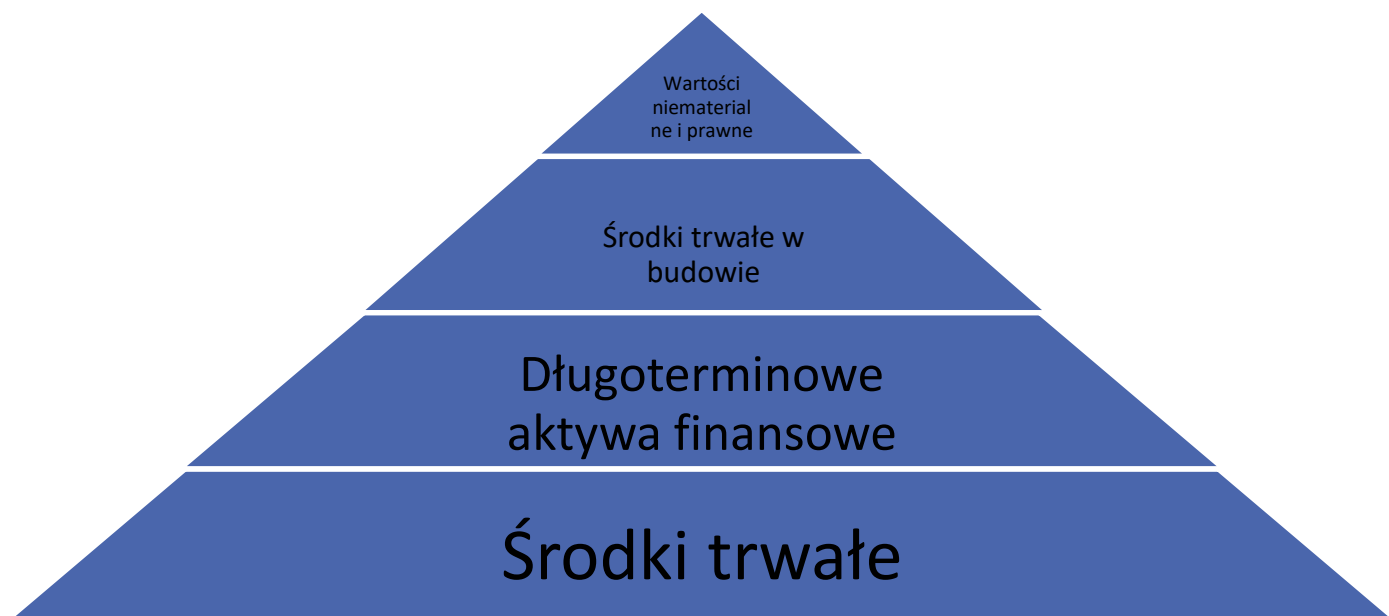 Wartości
niematerial
ne i prawne
Środki trwałe w
budowie
Długoterminowe
aktywa finansowe
Środki trwałe